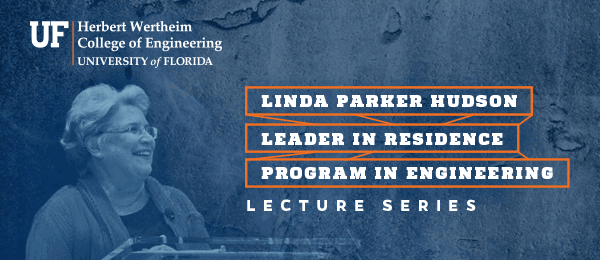 UF
Herbert Wertheim
College of Engineering
UNIVERSITY of FLORIDA
LINDA PARKER HUDSON
LEADER IN RESIDENCE
PROGRAM IN ENGINEERING
LECTURE SERIES